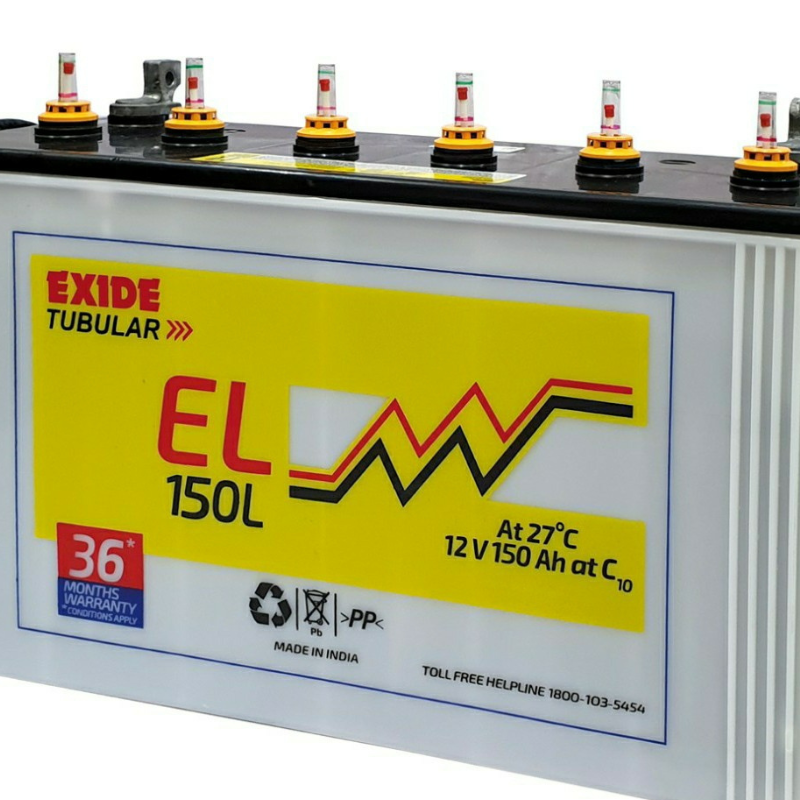 EXIDE
TUBULAR >>>
EL
150L
At 27°C
12 V 150 Ah at C10
36*
MONTHS
WARRANTY
*CONDITIONS APPLY
Pb
>PP<
MADE IN INDIA
TOLL FREE HELPLINE 1800-103-5454